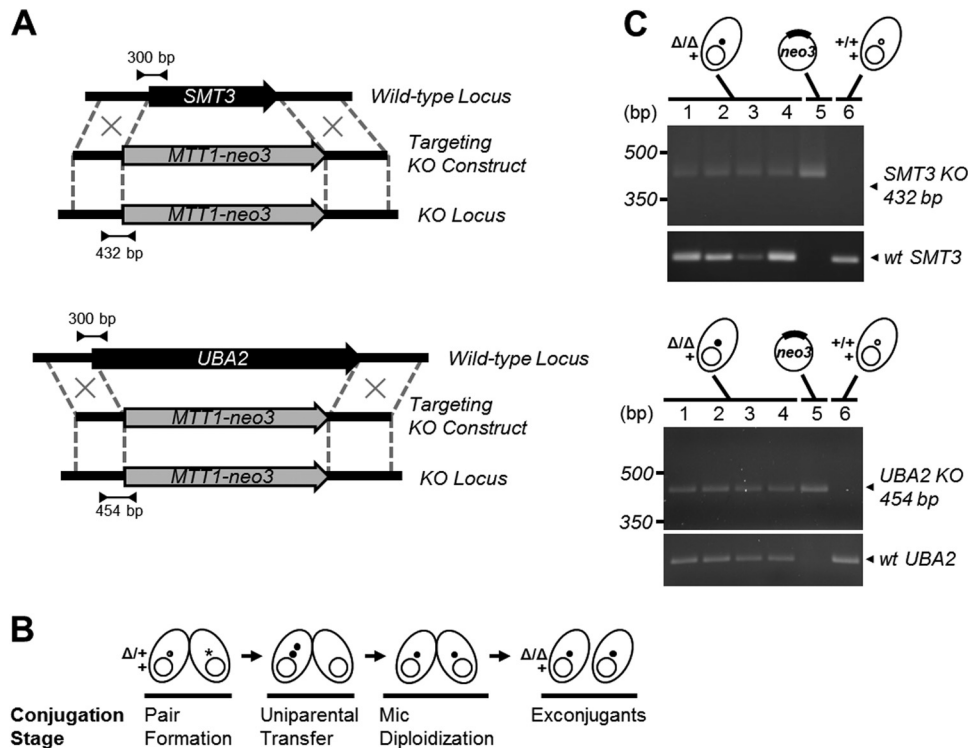 A
300 bp
SMT3
Wild-type Locus
MTT1-neo3
Targeting
KO Construct
MTT1-neo3
KO Locus
432 bp
300 bp
UBA2
Wild-type Locus
MTT1-neo3
Targeting
KO Construct
MTT1-neo3
KO Locus
454 bp
B
Δ/+
+
*
Δ/Δ
+
Conjugation
Stage
Pair
Formation
Uniparental
Transfer
Mic
Diploidization
Exconjugants
C
Δ/Δ
+
neo3
+/+
+
(bp) 1 2 3 4 5 6
500
350
SMT3 KO
432 bp
wt SMT3
Δ/Δ
+
neo3
+/+
+
(bp) 1 2 3 4 5 6
500
350
UBA2 KO
454 bp
wt UBA2